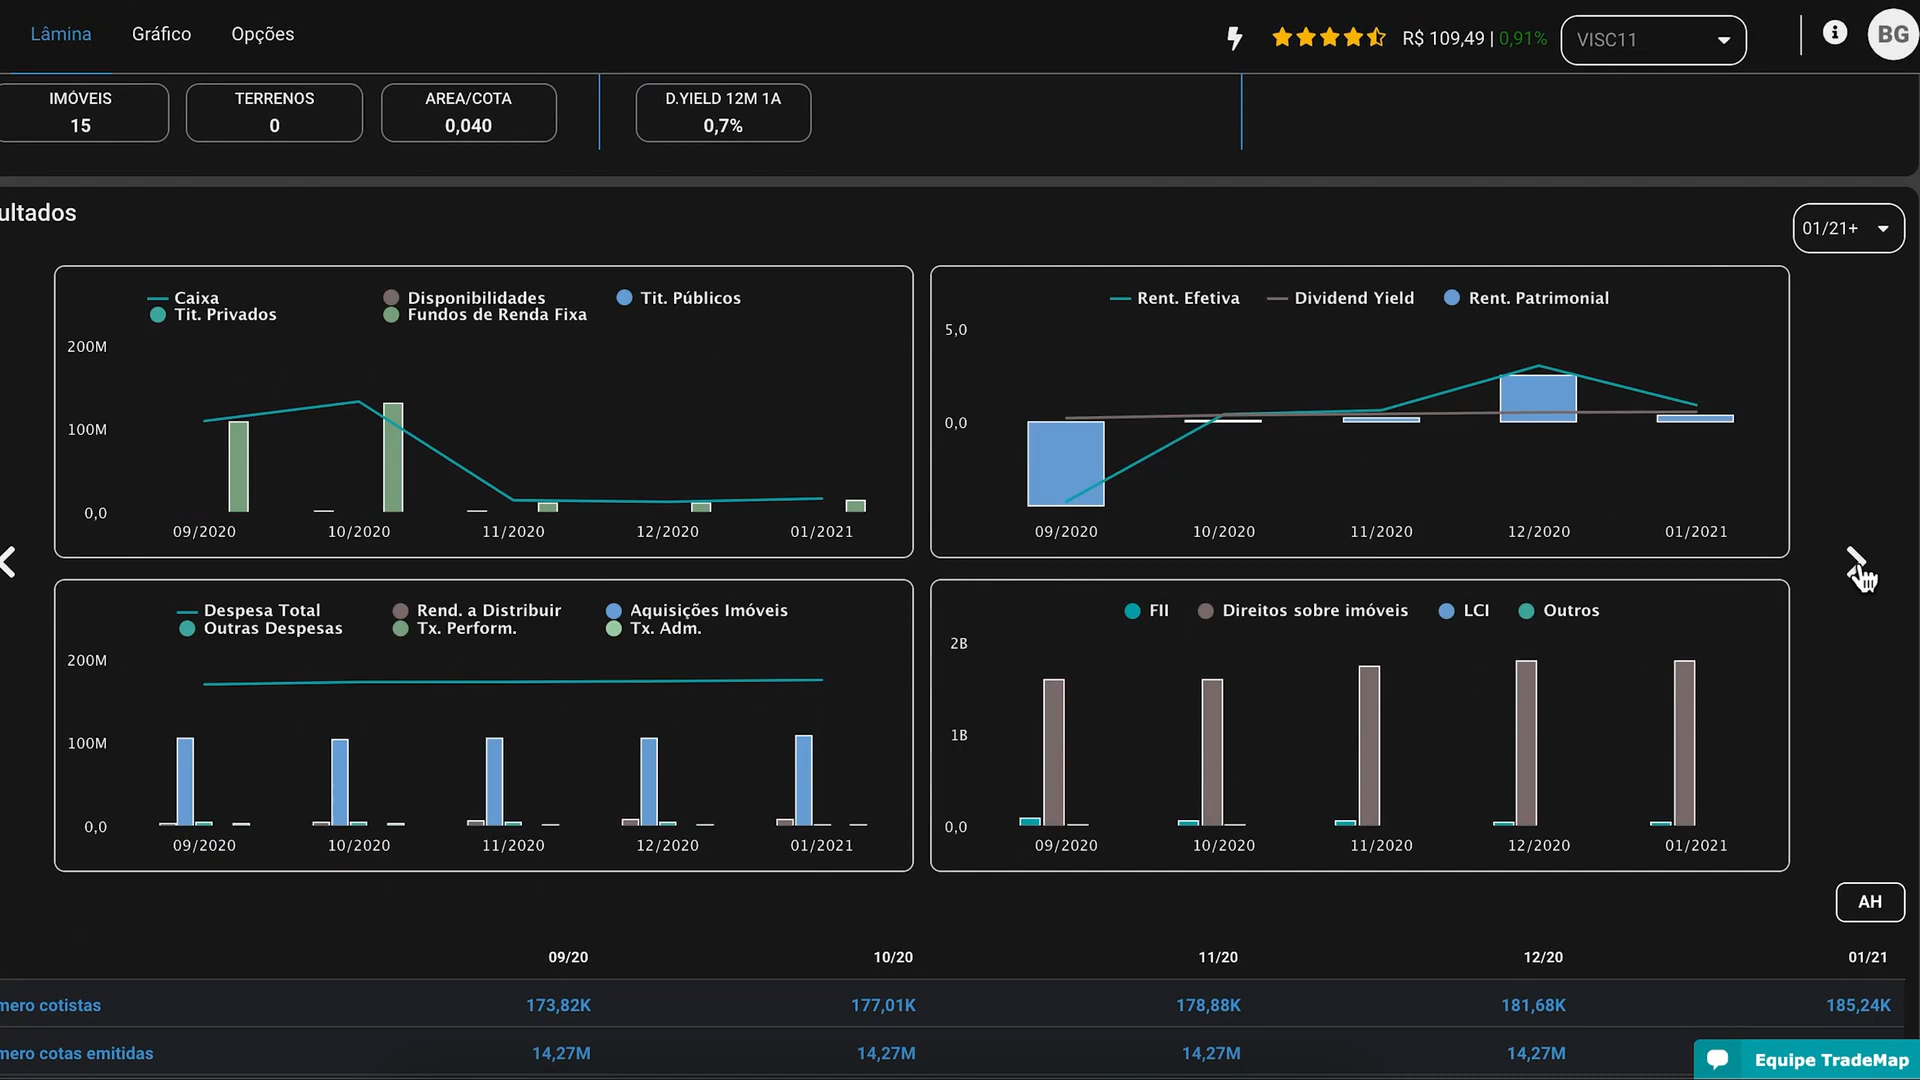 Lâmina Gráfico Opções R$ 109,49 | 0,91% VISC11 BG
IMÓVEIS TERRENOS AREA/COTA D.YIELD 12M 1A
15 0 0,040 0,7%
ultados
01/21+
Caixa Disponibilidades Tit. Públicos
Tit. Privados Fundos de Renda Fixa
200M
100M
0,0
09/2020 10/2020 11/2020 12/2020 01/2021
Rent. Efetiva Dividend Yield Rent. Patrimonial
5,0
0,0
09/2020 10/2020 11/2020 12/2020 01/2021
Despesa Total Rend. a Distribuir Aquisições Imóveis
Outras Despesas Tx. Perform. Tx. Adm.
200M
100M
0,0
09/2020 10/2020 11/2020 12/2020 01/2021
FII Direitos sobre imóveis LCI Outros
2B
1B
0,0
09/2020 10/2020 11/2020 12/2020 01/2021
AH
09/20 10/20 11/20 12/20 01/21
mero cotistas 173,82K 177,01K 178,88K 181,68K 185,24K
mero cotas emitidas 14,27M 14,27M 14,27M 14,27M
Equipe TradeMap